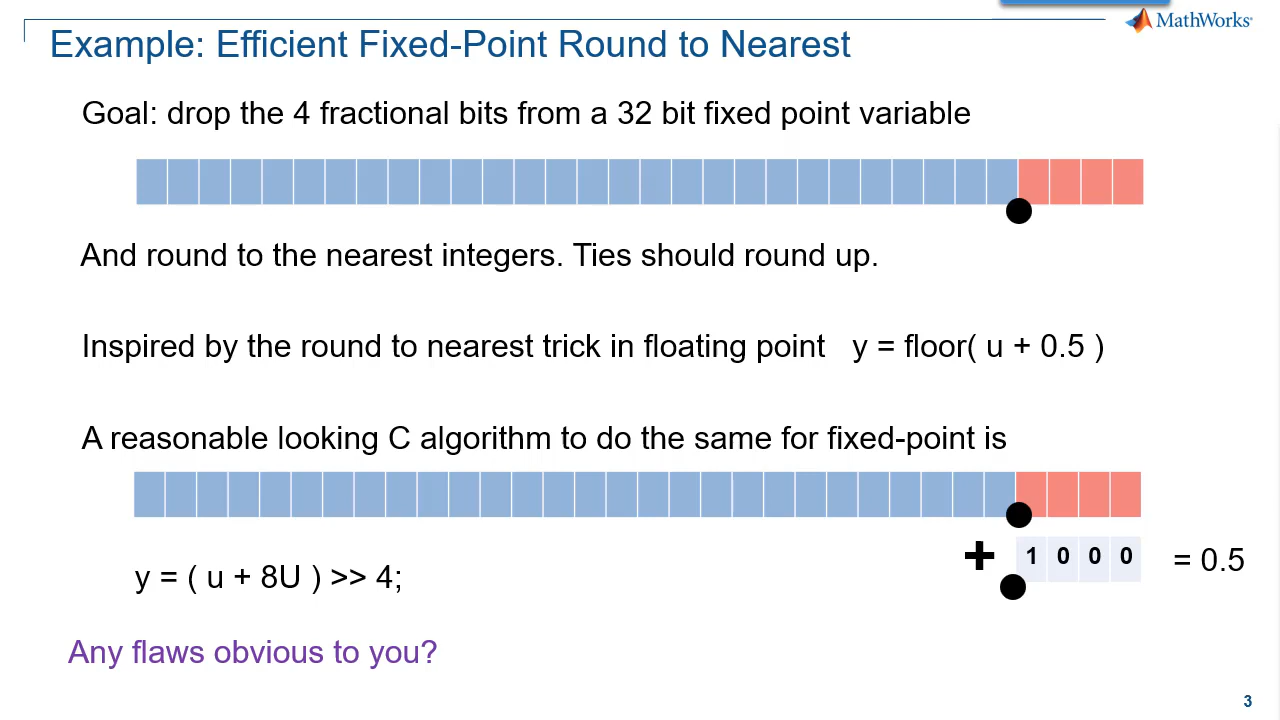 MathWorks®
Example: Efficient Fixed-Point Round to Nearest
Goal: drop the 4 fractional bits from a 32 bit fixed point variable
And round to the nearest integers. Ties should round up.
Inspired by the round to nearest trick in floating point y = floor( u + 0.5 )
A reasonable looking C algorithm to do the same for fixed-point is
+ 1 0 0 0 = 0.5
y = ( u + 8U ) >> 4;
Any flaws obvious to you?
3